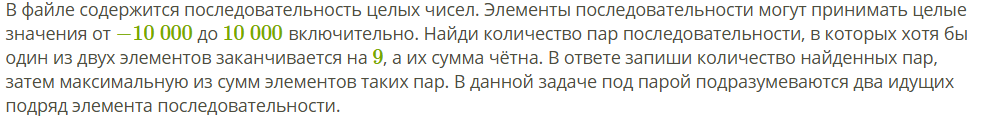 В файле содержится последовательность целых чисел. Элементы последовательности могут принимать целые
значения от −10 000 до 10 000 включительно. Найди количество пар последовательности, в которых хотя бы
один из двух элементов заканчивается на 9, а их сумма чётна. В ответе запиши количество найденных пар,
затем максимальную из сумм элементов таких пар. В данной задаче под парой подразумеваются два идущих
подряд элемента последовательности.